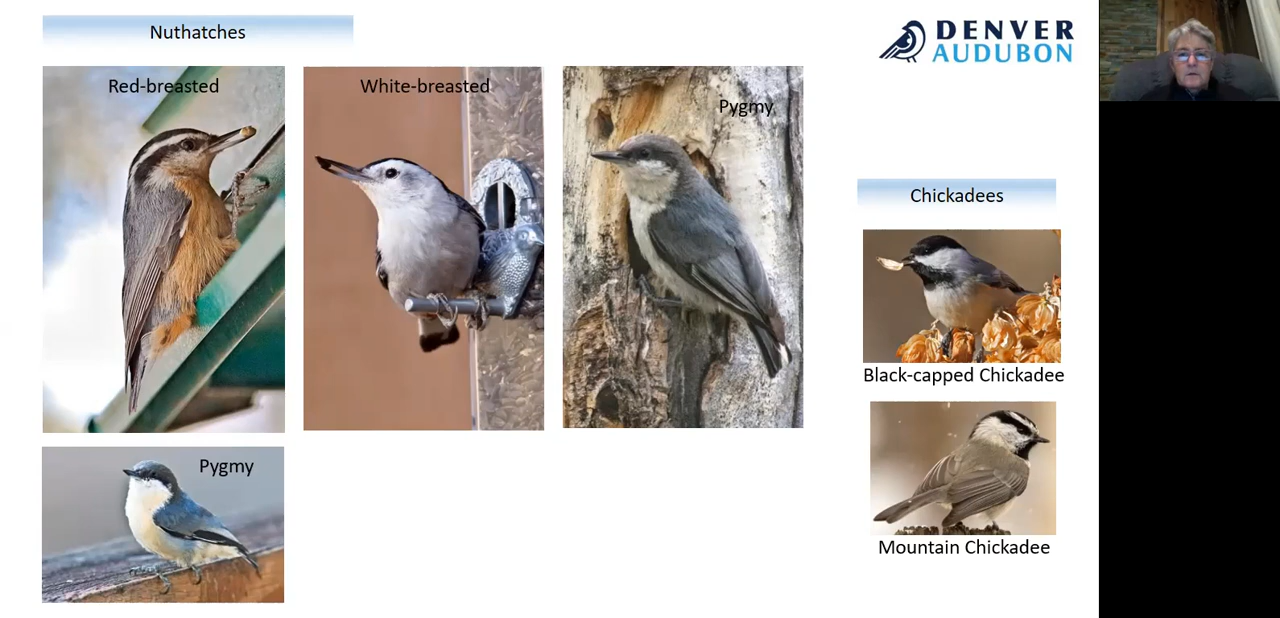 Nuthatches
Red-breasted
White-breasted
Pygmy
Pygmy
DENVER
AUDUBON
Chickadees
Black-capped Chickadee
Mountain Chickadee